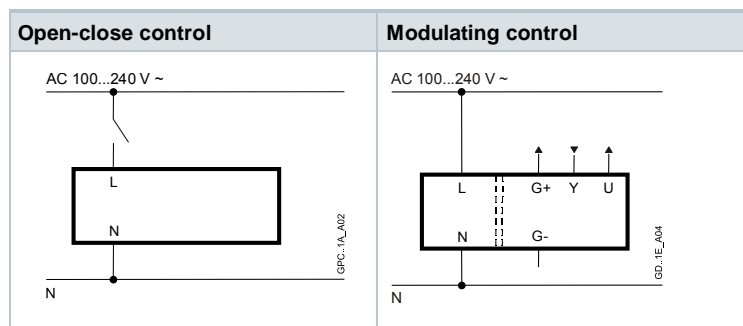 Open-close control
Modulating control
AC 100...240 V ~
L
N
N
GPC..1A_A02
AC 100...240 V ~
L
G+
Y
U
N
G-
N
GD..1E_A04